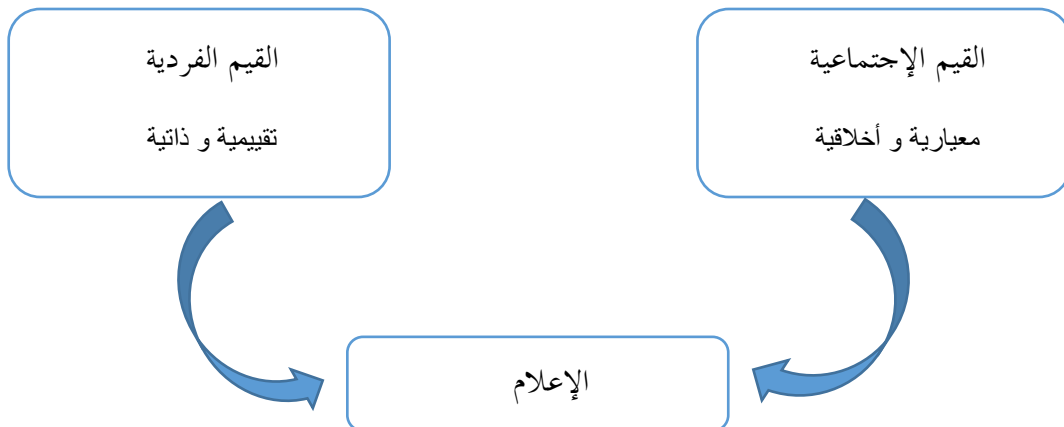 القيم الإجتماعية
معيارية و أخلاقية
القيم الفردية
تقييمية و ذاتية
الإعلام